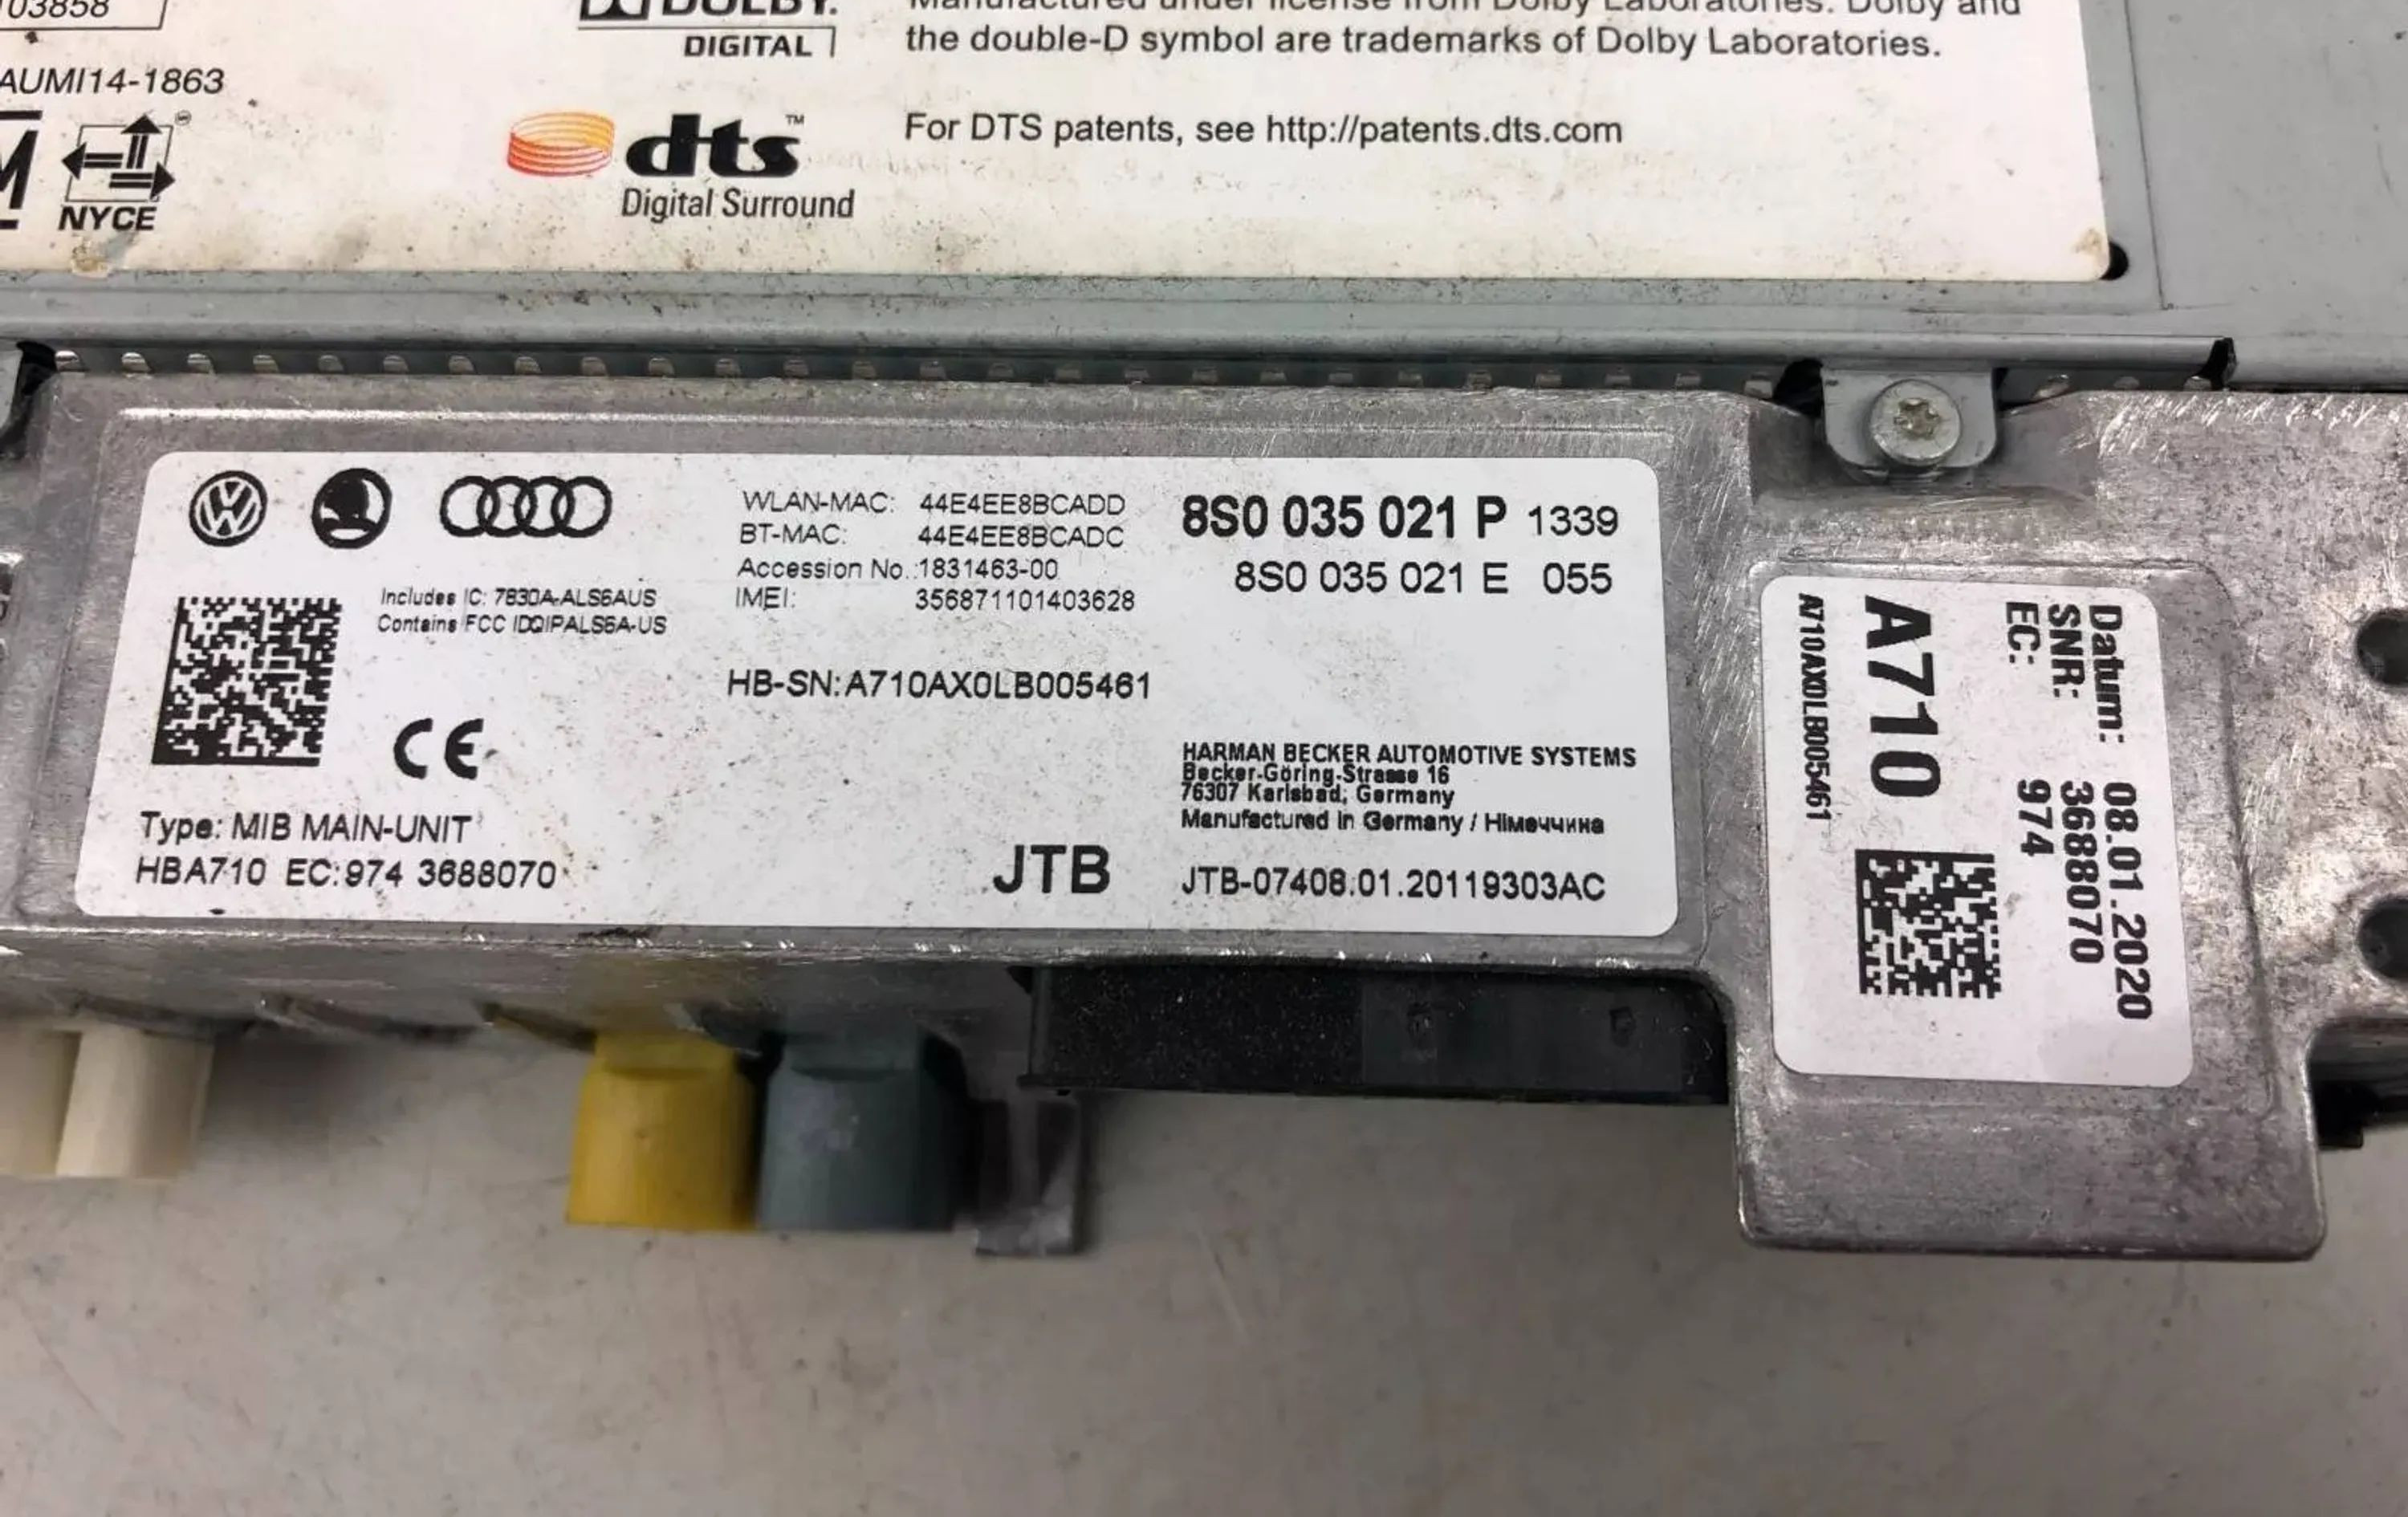 03858
AUMI14-1863
NYCE
DOLBY.
DIGITAL
Manufactured under license from Dolby Laboratories. Dolby and
the double-D symbol are trademarks of Dolby Laboratories.
dts™
Digital Surround
For DTS patents, see http://patents.dts.com
WLAN-MAC: 44E4EE8BCADD
BT-MAC: 44E4EE8BCADC
Accession No.:1831463-00
IMEI: 356871101403628
8S0 035 021 P 1339
8S0 035 021 E 055
Includes IC: 7830A-ALS6AUS
Contains FCC IDQIPALS6A-US
HB-SN:A710AX0LB005461
CE
HARMAN BECKER AUTOMOTIVE SYSTEMS
Becker-Göring-Strasse 16
76307 Karlsbad, Germany
Manufactured in Germany / Німеччина
Type: MIB MAIN-UNIT
HBA710 EC:974 3688070
JTB
JTB-07408.01.20119303AC
Datum: 08.01.2020
SNR: 3688070
EC: 974
A710
A710AX0LB005461